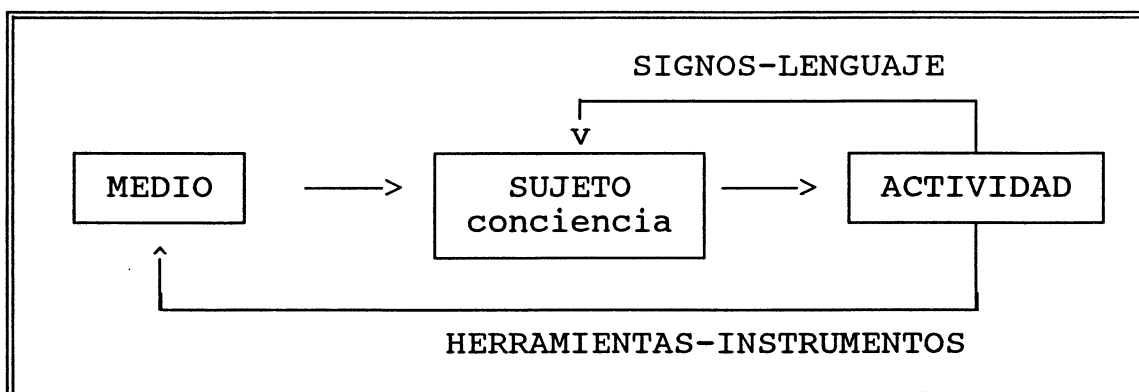 SIGNOS-LENGUAJE
MEDIO
SUJETO
conciencia
ACTIVIDAD
HERRAMIENTAS-INSTRUMENTOS